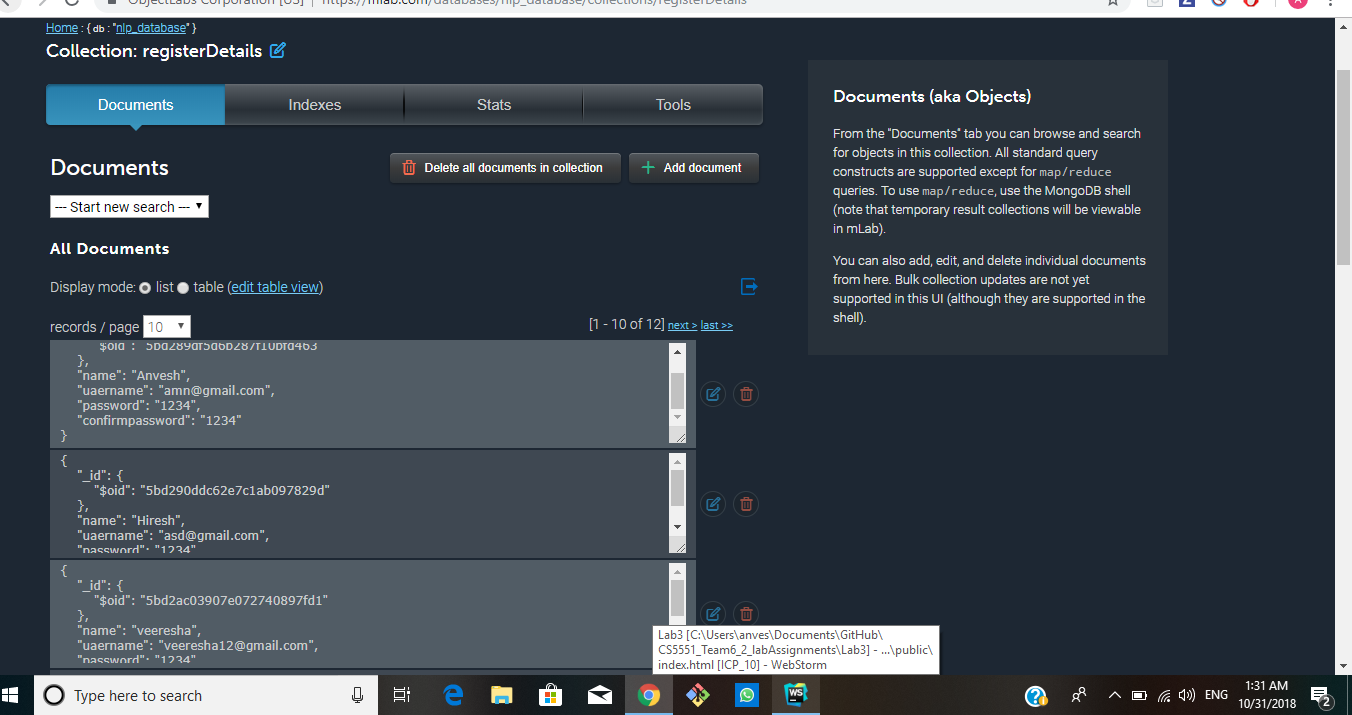 ObjectLabs Corporation [US] | https://mlab.com/databases/nlp_database/collections/registerDetails
Home : { db : "nlp_database" }
Collection: registerDetails
Documents
Indexes
Stats
Tools
Documents
Delete all documents in collection
+ Add document
--- Start new search ---
All Documents
Display mode: list table (edit table view)
records / page 10
[1 - 10 of 12] next > last >>
"$oid": "5bd289df5d6b287f10bfd463"
},
"name": "Anvesh",
"uaername": "amn@gmail.com",
"password": "1234",
"confirmpassword": "1234"
}
{
"_id": {
"$oid": "5bd290ddc62e7c1ab097829d"
},
"name": "Hiresh",
"uaername": "asd@gmail.com",
"password": "1234"
{
"_id": {
"$oid": "5bd2ac03907e072740897fd1"
},
"name": "veeresha",
"uaername": "veeresha12@gmail.com",
"password": "1234"
Documents (aka Objects)
From the "Documents" tab you can browse and search
for objects in this collection. All standard query
constructs are supported except for map/reduce
queries. To use map/reduce, use the MongoDB shell
(note that temporary result collections will be viewable
in mLab).
You can also add, edit, and delete individual documents
from here. Bulk collection updates are not yet
supported in this UI (although they are supported in the
shell).
Lab3 [C:\Users\anves\Documents\GitHub\
CS5551_Team6_2_labAssignments\Lab3] - ...\public\
index.html [ICP_10] - WebStorm
Type here to search
WS
ENG
1:31 AM
10/31/2018
2